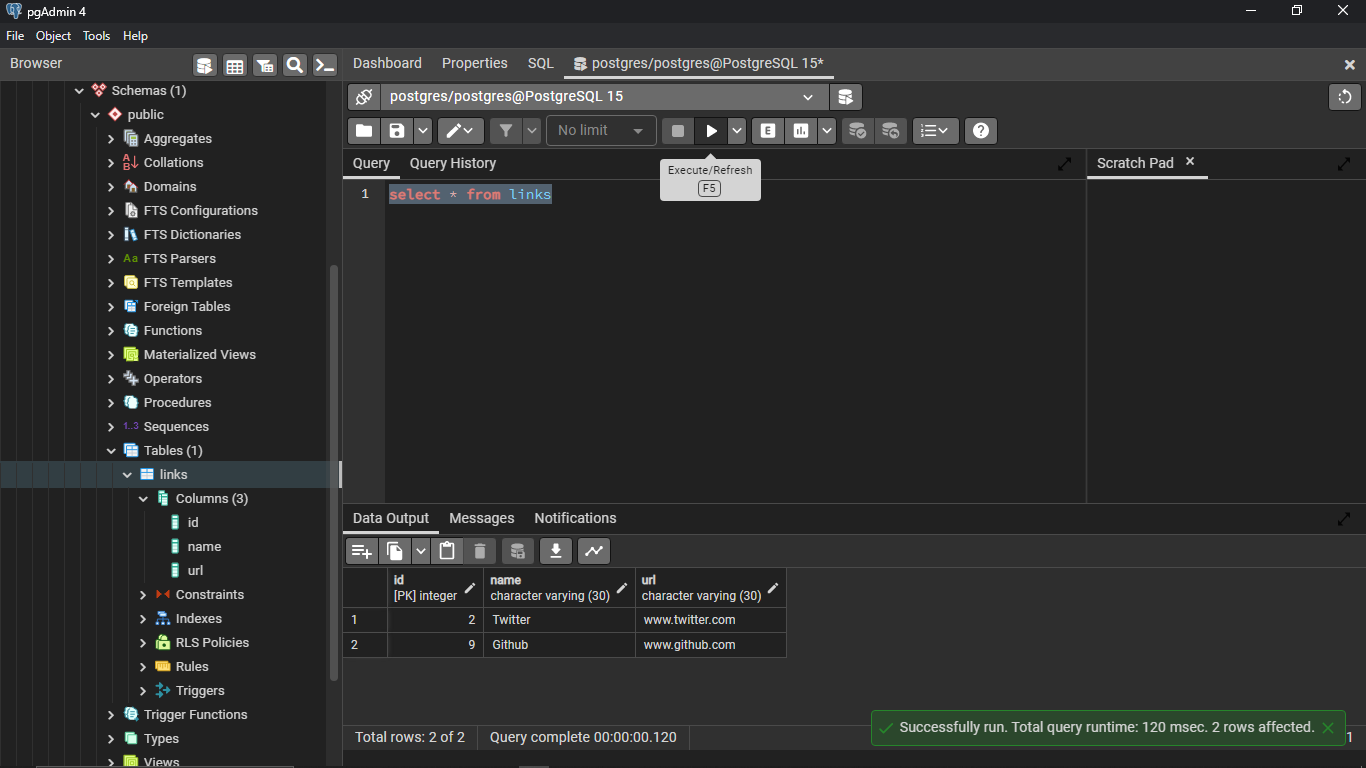 pgAdmin 4
File Object Tools Help
Browser
Dashboard Properties SQL postgres/postgres@PostgreSQL 15*
Schemas (1)
public
Aggregates
Collations
Domains
FTS Configurations
FTS Dictionaries
Aa FTS Parsers
FTS Templates
Foreign Tables
Functions
Materialized Views
Operators
Procedures
1..3 Sequences
Tables (1)
links
Columns (3)
id
name
url
Constraints
Indexes
RLS Policies
Rules
Triggers
Trigger Functions
Types
Views
postgres/postgres@PostgreSQL 15
No limit
E
Execute/Refresh
F5
Query Query History
Scratch Pad
1 select * from links
Data Output Messages Notifications
id name url
[PK] integer character varying (30) character varying (30)
1 2 Twitter www.twitter.com
2 9 Github www.github.com
Total rows: 2 of 2 Query complete 00:00:00.120
Successfully run. Total query runtime: 120 msec. 2 rows affected.
1